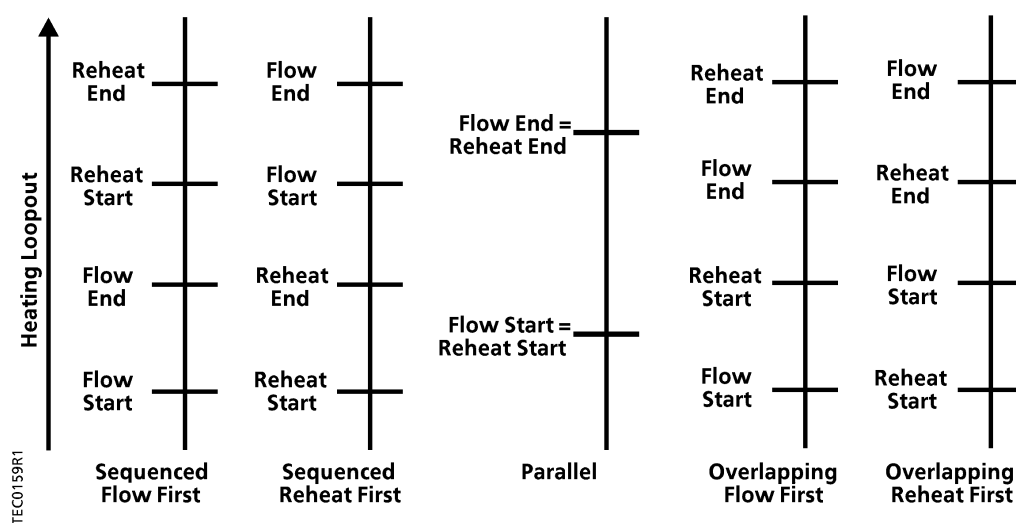 Heating Loopout
TEC0159R1
Reheat
End
Reheat
Start
Flow
End
Flow
Start
Sequenced
Flow First
Flow
End
Flow
Start
Reheat
End
Reheat
Start
Sequenced
Reheat First
Flow End =
Reheat End
Flow Start =
Reheat Start
Parallel
Reheat
End
Flow
End
Reheat
Start
Flow
Start
Overlapping
Flow First
Flow
End
Reheat
End
Flow
Start
Reheat
Start
Overlapping
Reheat First